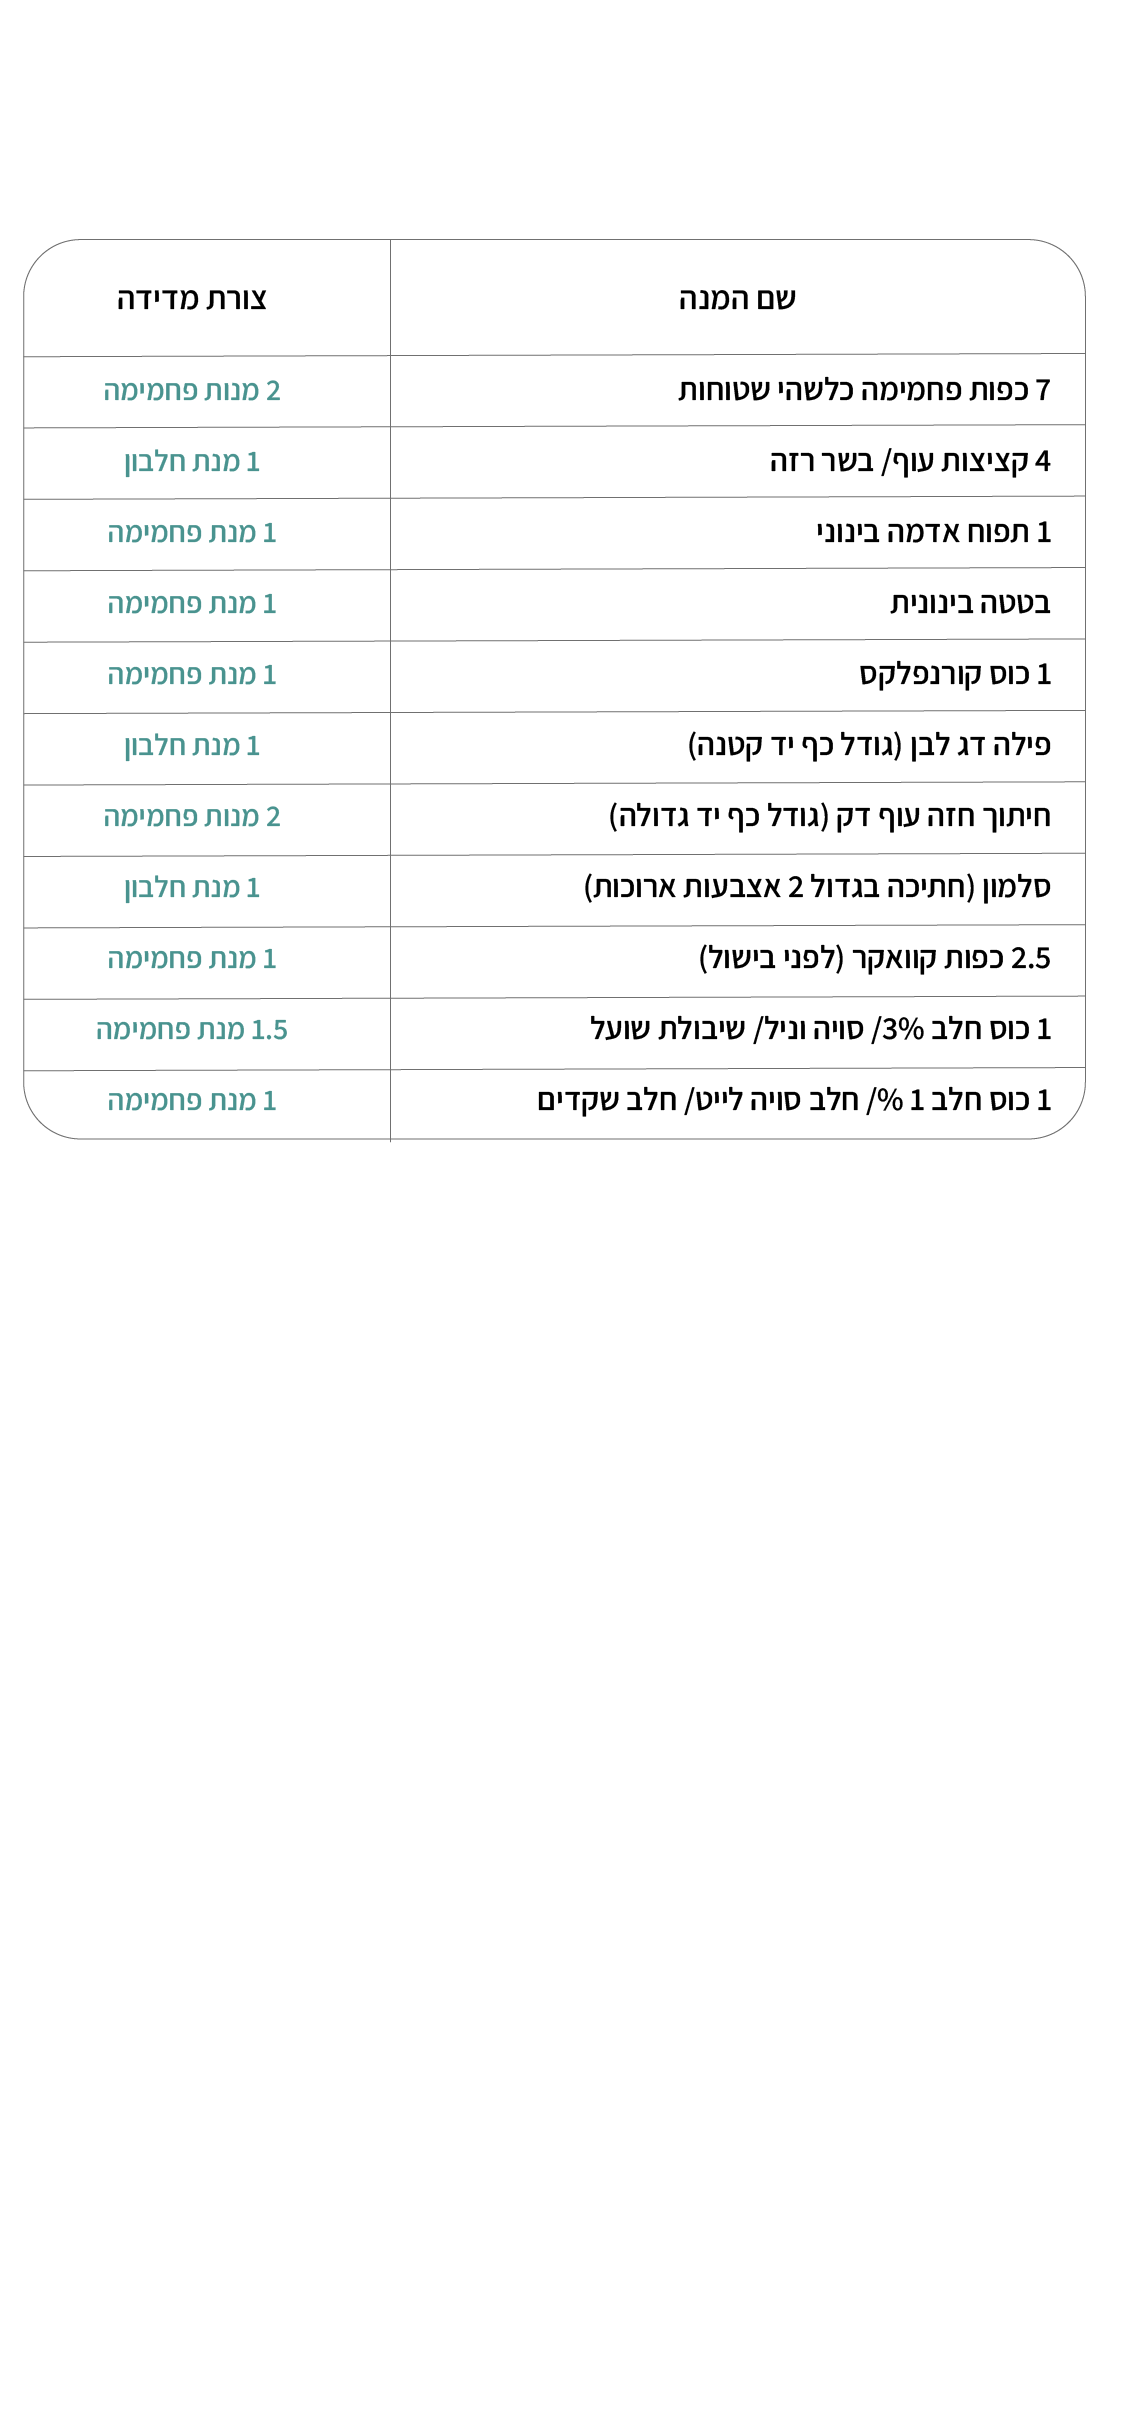 שם המנה צורת מדידה
7 כפות פחמימה כלשהי שטוחות 2 מנות פחמימה
4 קציצות עוף/ בשר רזה 1 מנת חלבון
1 תפוח אדמה בינוני 1 מנת פחמימה
בטטה בינונית 1 מנת פחמימה
1 כוס קורנפלקס 1 מנת פחמימה
פילה דג לבן (גודל כף יד קטנה) 1 מנת חלבון
חיתוך חזה עוף דק (גודל כף יד גדולה) 2 מנות פחמימה
סלמון (חתיכה בגדול 2 אצבעות ארוכות) 1 מנת חלבון
2.5 כפות קוואקר (לפני בישול) 1 מנת פחמימה
1 כוס חלב 3%/ סויה וניל/ שיבולת שועל 1.5 מנת פחמימה
1 כוס חלב 1 %/ חלב סויה לייט/ חלב שקדים 1 מנת פחמימה